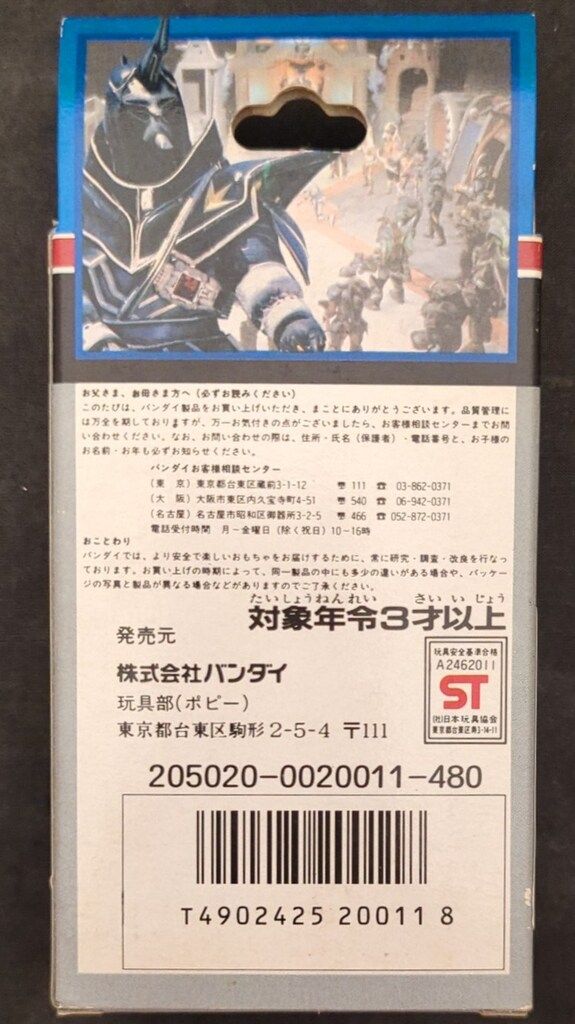 お父さま、お母さま方へ(必ずお読みください)
このたびは、バンダイ製品をお買い上げいただき、まことにありがとうございます。品質管理に
は万全を期しておりますが、万一お気付きの点がございましたら、お客様相談センターまでお問
い合わせください。なお、お問い合わせの際は、住所・氏名(保護者)・電話番号と、お子様の
お名前・お年も必ずお知らせください。
バンダイお客様相談センター
(東 京) 東京都台東区蔵前3-1-12 〒111 ☎ 03-862-0371
(大 阪) 大阪市東区内久宝寺町4-51 〒540 ☎ 06-942-0371
(名古屋) 名古屋市昭和区御器所3-2-5 〒466 ☎ 052-872-0371
電話受付時間 月~金曜日(除く祝日)10~16時
おことわり
バンダイでは、より安全で楽しいおもちゃをお届けするために、常に研究・調査・改良を行なっ
ております。お買い上げの時期によって、同一製品の中にも多少の違いがある場合や、パッケー
ジの写真と製品が異なる場合などがありますのでご了承ください。
たいしょうねんれい さいいじょう
対象年令3才以上
発売元
株式会社バンダイ
玩具部(ポピー)
東京都台東区駒形2-5-4 〒111
玩具安全基準合格
A2462011
ST
(社)日本玩具協会
東京都台東区寿3-14-11
205020-0020011-480
T4902425 20011 8